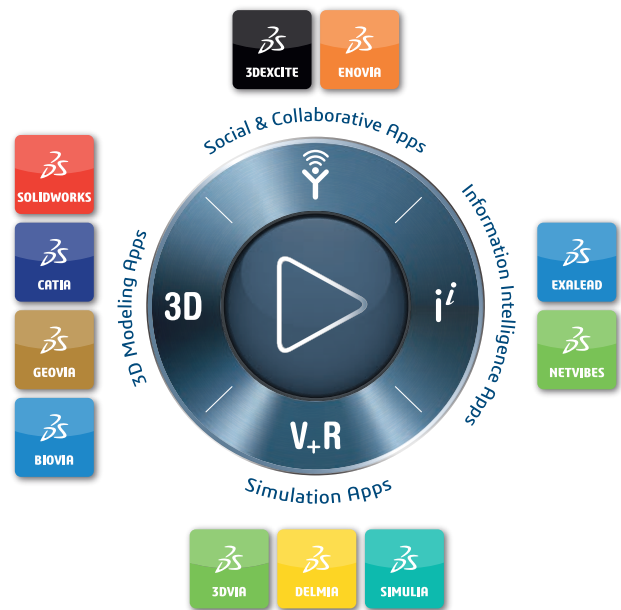 3DEXCITE
ENOVIA
Social & Collaborative Apps
SOLIDWORKS
CATIA
GEOVIA
BIOVIA
3D Modeling Apps
3D
i i
V+R
Information Intelligence Apps
EXALEAD
NETVIBES
Simulation Apps
3DVIA
DELMIA
SIMULIA